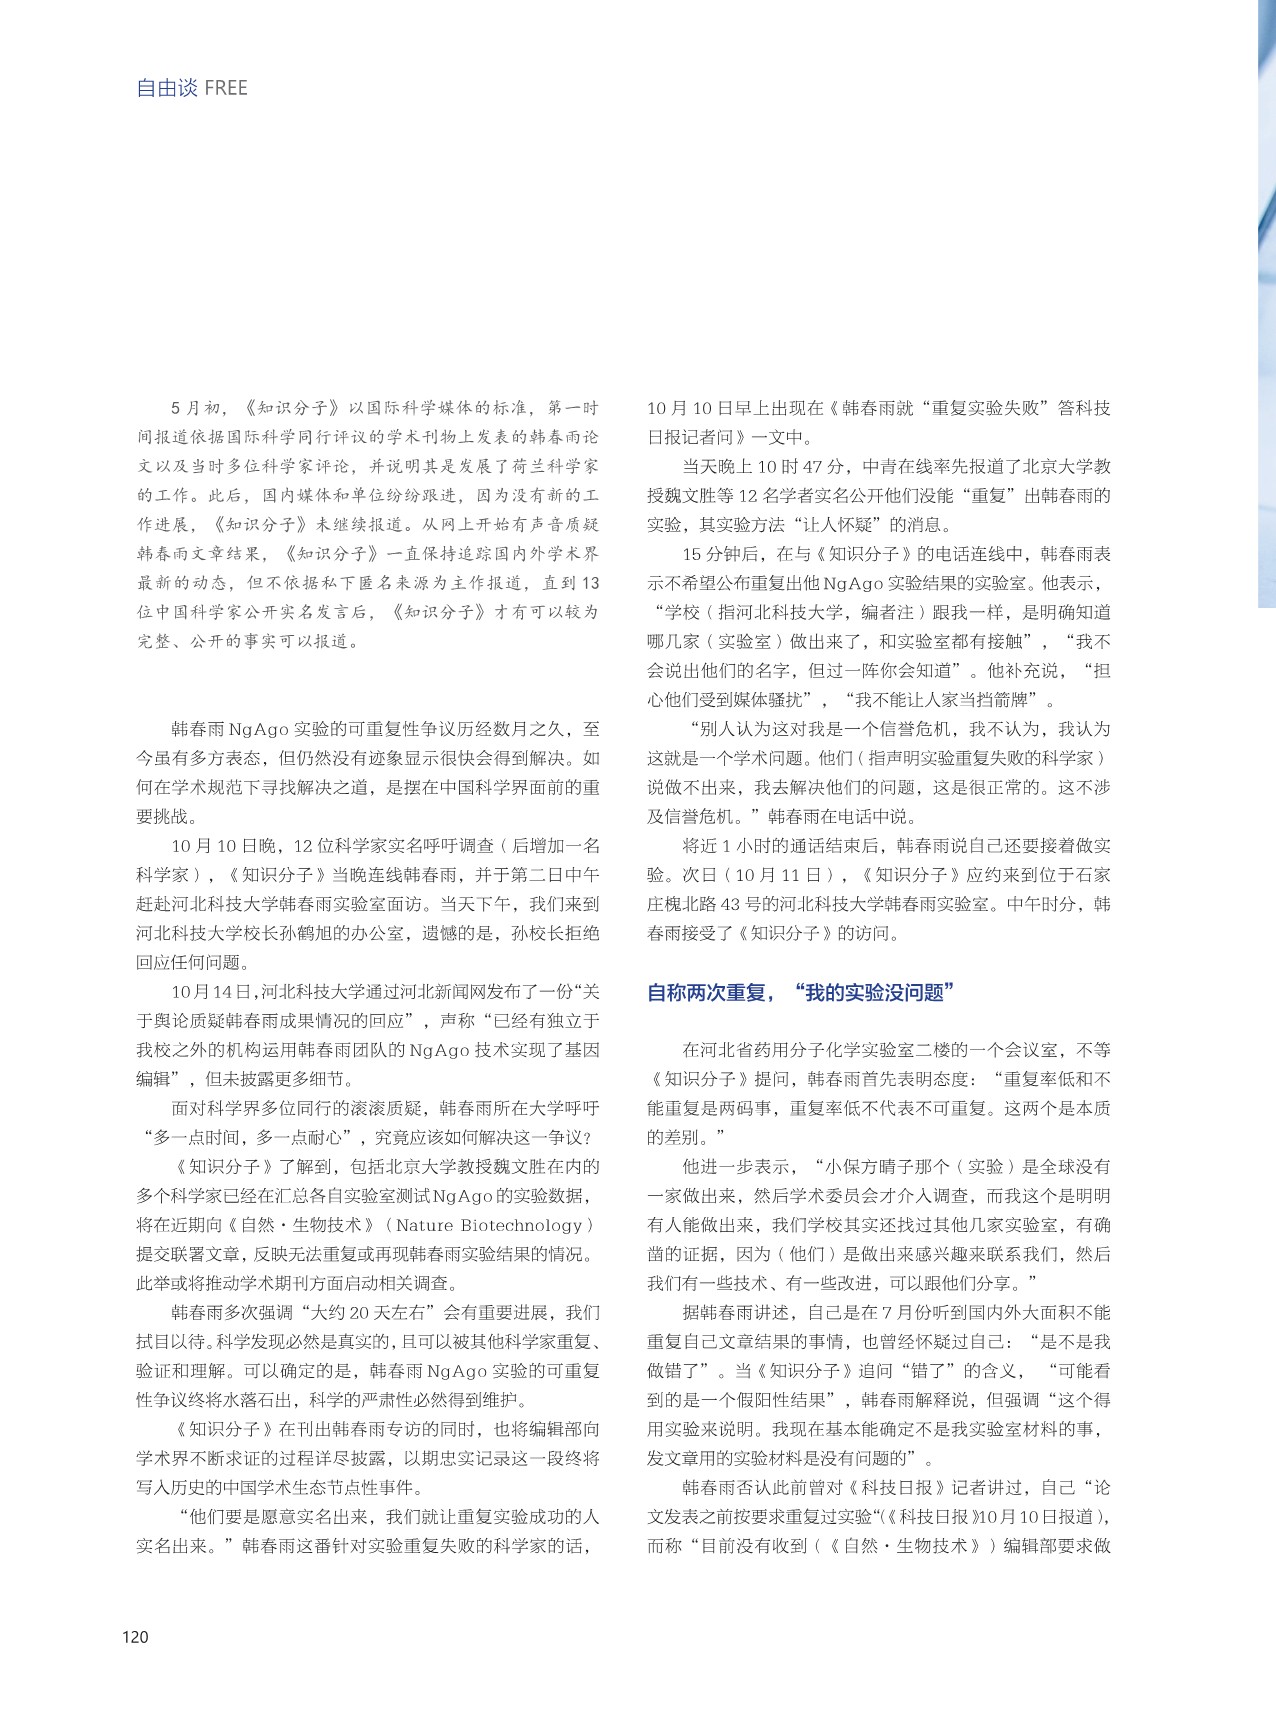 自由谈 FREE
5 月初，《知识分子》以国际科学媒体的标准，第一时
间报道依据国际科学同行评议的学术刊物上发表的韩春雨论
文以及当时多位科学家评论，并说明其是发展了荷兰科学家
的工作。此后，国内媒体和单位纷纷跟进，因为没有新的工
作进展，《知识分子》未继续报道。从网上开始有声音质疑
韩春雨文章结果，《知识分子》一直保持追踪国内外学术界
最新的动态，但不依据私下匿名来源为主作报道，直到 13
位中国科学家公开实名发言后，《知识分子》才有可以较为
完整、公开的事实可以报道。
韩春雨 NgAgo 实验的可重复性争议历经数月之久，至
今虽有多方表态，但仍然没有迹象显示很快会得到解决。如
何在学术规范下寻找解决之道，是摆在中国科学界面前的重
要挑战。
10 月 10 日晚，12 位科学家实名呼吁调查（后增加一名
科学家），《知识分子》当晚连线韩春雨，并于第二日中午
赶赴河北科技大学韩春雨实验室面访。当天下午，我们来到
河北科技大学校长孙鹤旭的办公室，遗憾的是，孙校长拒绝
回应任何问题。
10月14日,河北科技大学通过河北新闻网发布了一份“关
于舆论质疑韩春雨成果情况的回应”，声称“已经有独立于
我校之外的机构运用韩春雨团队的 NgAgo 技术实现了基因
编辑”，但未披露更多细节。
面对科学界多位同行的滚滚质疑，韩春雨所在大学呼吁
“多一点时间，多一点耐心”，究竟应该如何解决这一争议？
《知识分子》了解到，包括北京大学教授魏文胜在内的
多个科学家已经在汇总各自实验室测试NgAgo的实验数据，
将在近期向《自然·生物技术》（Nature Biotechnology）
提交联署文章，反映无法重复或再现韩春雨实验结果的情况。
此举或将推动学术期刊方面启动相关调查。
韩春雨多次强调“大约 20 天左右”会有重要进展，我们
拭目以待。科学发现必然是真实的，且可以被其他科学家重复、
验证和理解。可以确定的是，韩春雨 NgAgo 实验的可重复
性争议终将水落石出，科学的严肃性必然得到维护。
《知识分子》在刊出韩春雨专访的同时，也将编辑部向
学术界不断求证的过程详尽披露，以期忠实记录这一段终将
写入历史的中国学术生态节点性事件。
“他们要是愿意实名出来，我们就让重复实验成功的人
实名出来。”韩春雨这番针对实验重复失败的科学家的话，
10 月 10 日早上出现在《韩春雨就“重复实验失败”答科技
日报记者问》一文中。
当天晚上 10 时 47 分，中青在线率先报道了北京大学教
授魏文胜等 12 名学者实名公开他们没能“重复”出韩春雨的
实验，其实验方法“让人怀疑”的消息。
15 分钟后，在与《知识分子》的电话连线中，韩春雨表
示不希望公布重复出他 NgAgo 实验结果的实验室。他表示，
“学校（指河北科技大学，编者注）跟我一样，是明确知道
哪几家（实验室）做出来了，和实验室都有接触”，“我不
会说出他们的名字，但过一阵你会知道”。他补充说，“担
心他们受到媒体骚扰”，“我不能让人家当挡箭牌”。
“别人认为这对我是一个信誉危机，我不认为，我认为
这就是一个学术问题。他们（指声明实验重复失败的科学家）
说做不出来，我去解决他们的问题，这是很正常的。这不涉
及信誉危机。”韩春雨在电话中说。
将近 1 小时的通话结束后，韩春雨说自己还要接着做实
验。次日（10 月 11 日），《知识分子》应约来到位于石家
庄槐北路 43 号的河北科技大学韩春雨实验室。中午时分，韩
春雨接受了《知识分子》的访问。
自称两次重复，“我的实验没问题”
在河北省药用分子化学实验室二楼的一个会议室，不等
《知识分子》提问，韩春雨首先表明态度：“重复率低和不
能重复是两码事，重复率低不代表不可重复。这两个是本质
的差别。”
他进一步表示，“小保方晴子那个（实验）是全球没有
一家做出来，然后学术委员会才介入调查，而我这个是明明
有人能做出来，我们学校其实还找过其他几家实验室，有确
凿的证据，因为（他们）是做出来感兴趣来联系我们，然后
我们有一些技术、有一些改进，可以跟他们分享。”
据韩春雨讲述，自己是在 7 月份听到国内外大面积不能
重复自己文章结果的事情，也曾经怀疑过自己：“是不是我
做错了”。当《知识分子》追问“错了”的含义，“可能看
到的是一个假阳性结果”，韩春雨解释说，但强调“这个得
用实验来说明。我现在基本能确定不是我实验室材料的事，
发文章用的实验材料是没有问题的”。
韩春雨否认此前曾对《科技日报》记者讲过，自己“论
文发表之前按要求重复过实验“（《科技日报》10月10日报道），
而称“目前没有收到（《自然·生物技术》）编辑部要求做
120